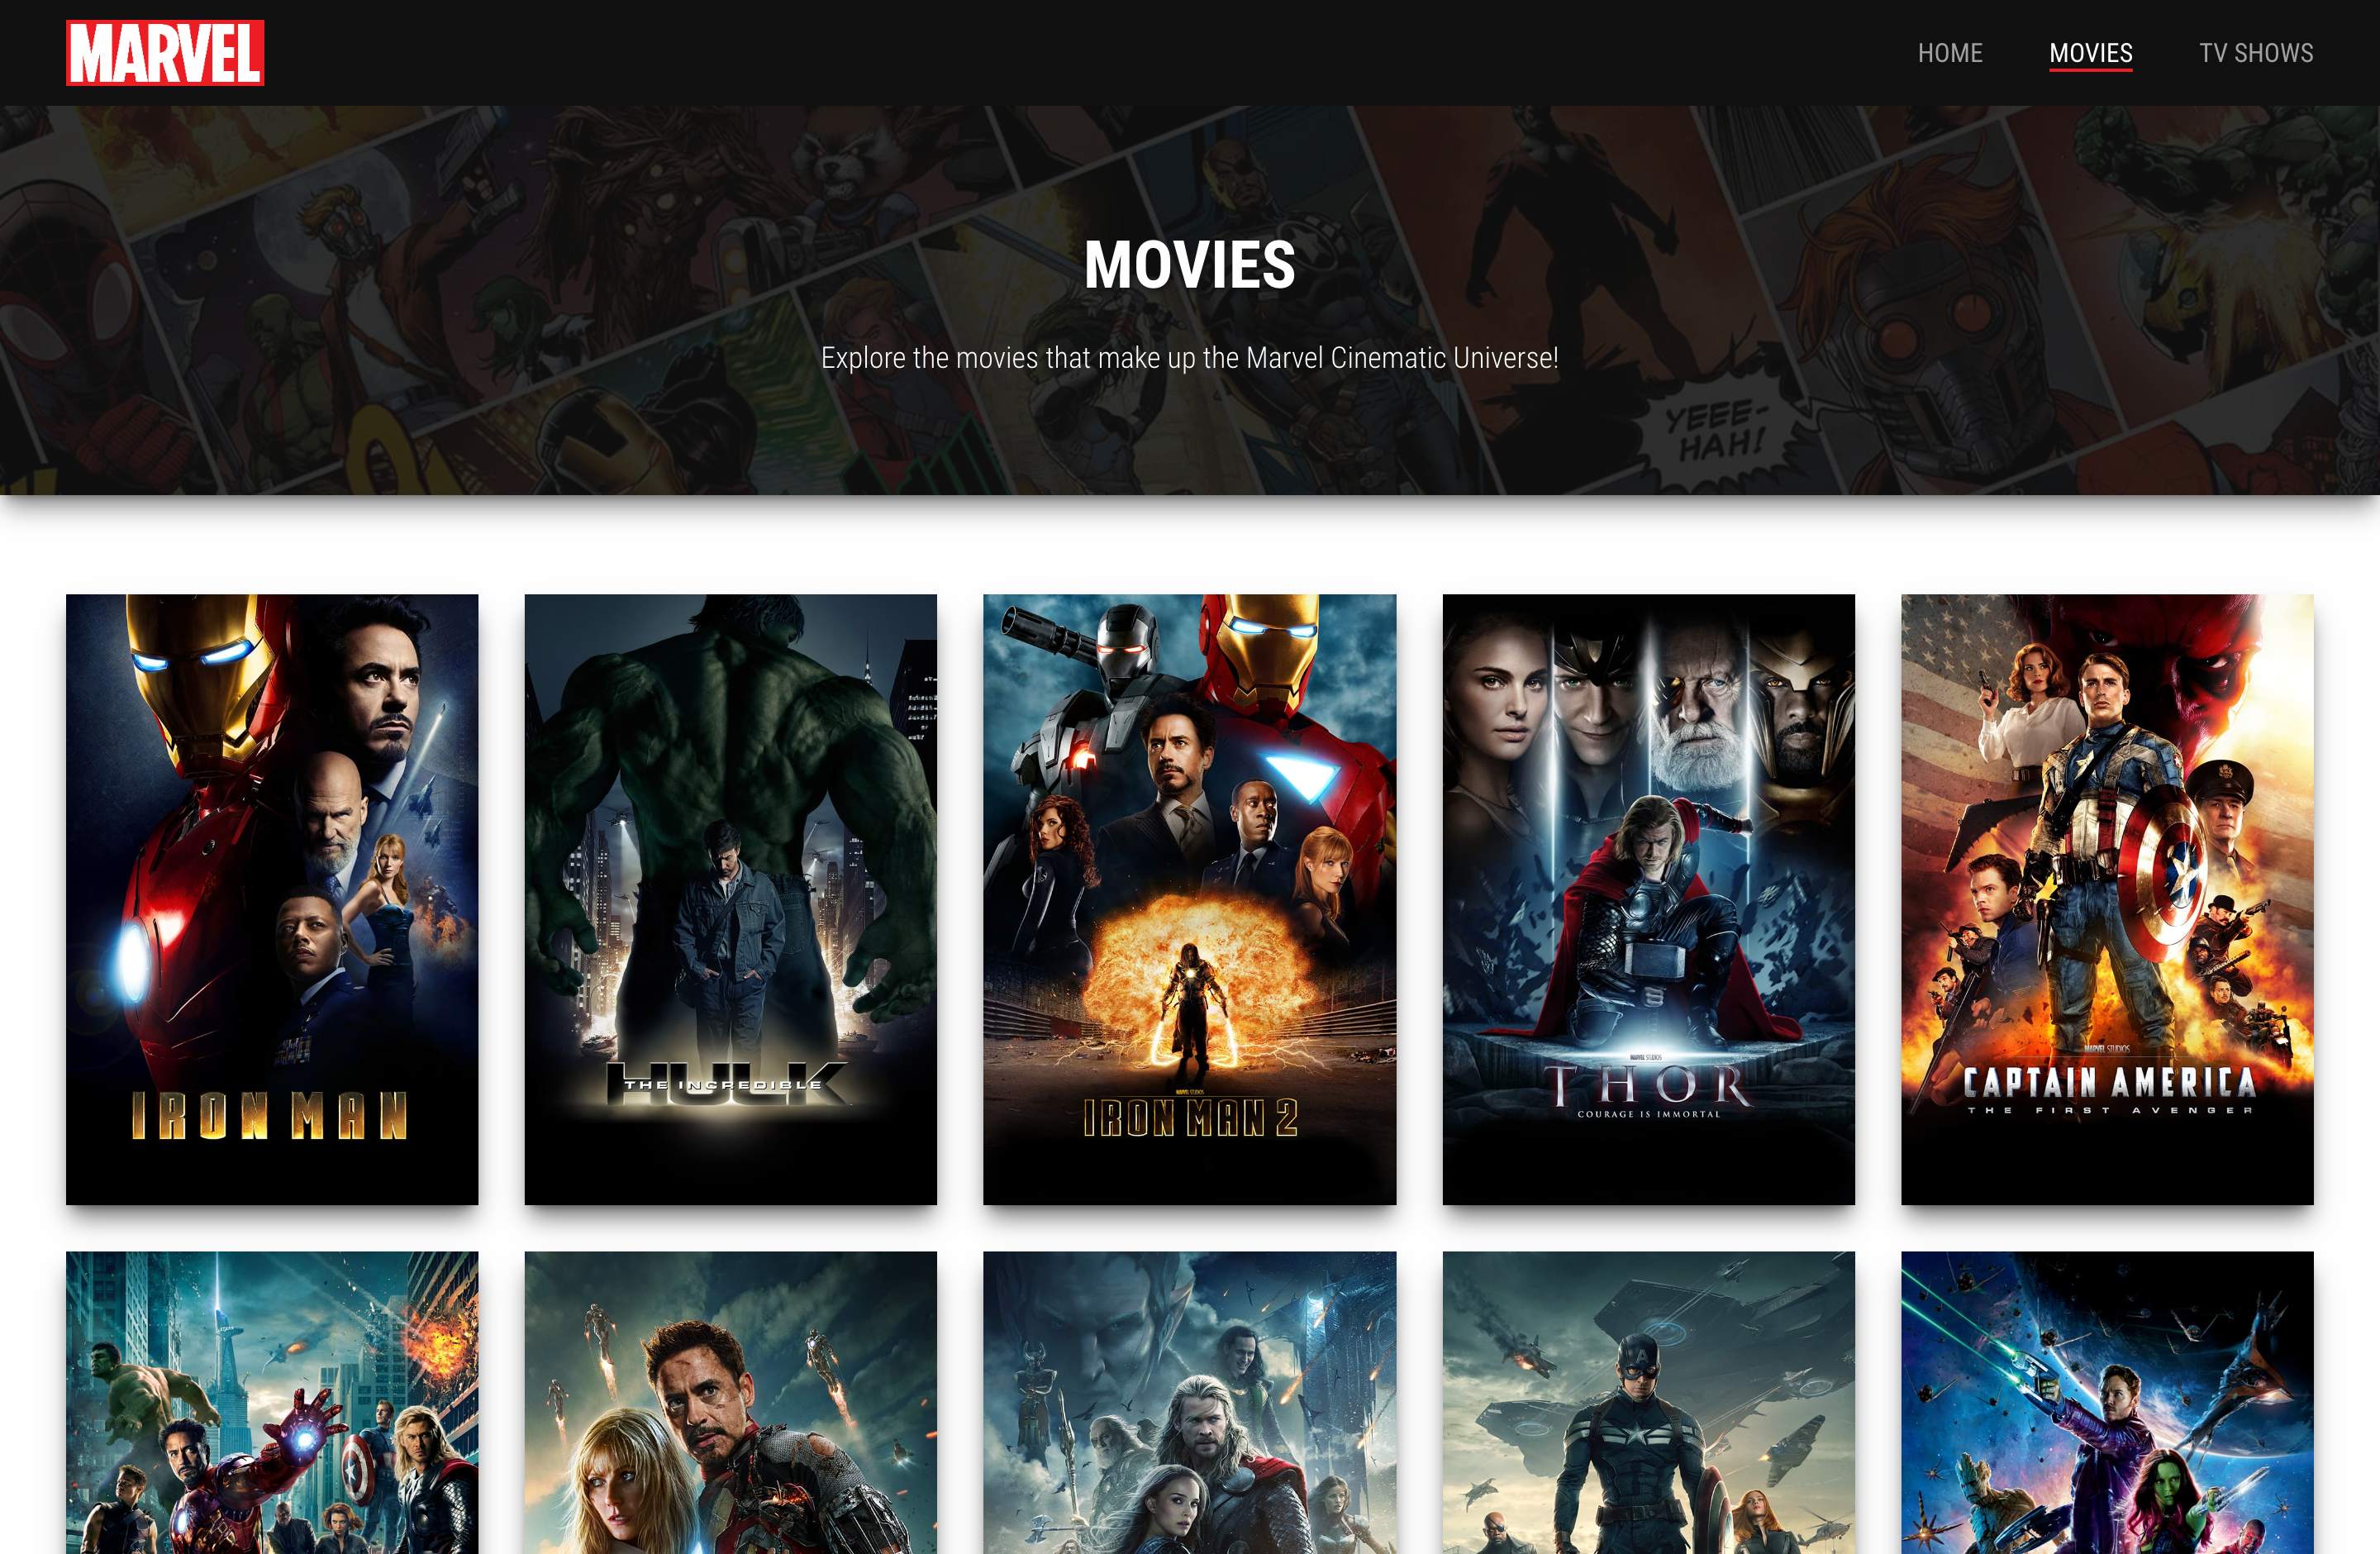 MARVEL
HOME
MOVIES
TV SHOWS
MOVIES
Explore the movies that make up the Marvel Cinematic Universe!
YEEE-
HAH!
IRON MAN
THE INCREDIBLE
HULK
MARVEL STUDIOS
IRON MAN 2
MARVEL STUDIOS
THOR
COURAGE IS IMMORTAL
MARVEL STUDIOS
CAPTAIN AMERICA
THE FIRST AVENGER